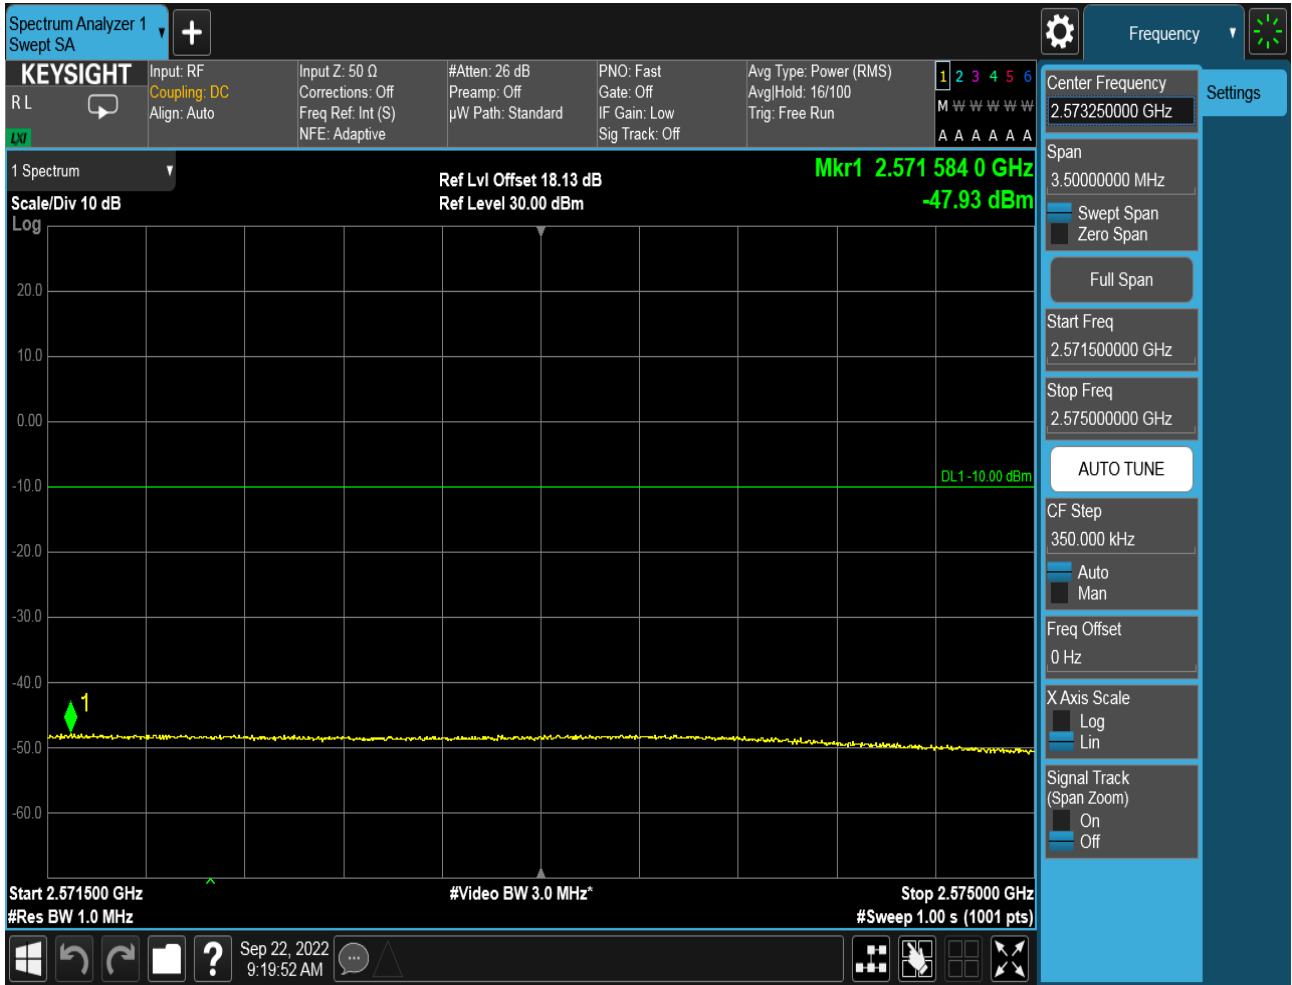 Spectrum Analyzer 1
Swept SA
Frequency
KEYSIGHT
R L
LXI
Input: RF
Coupling: DC
Align: Auto
Input Z: 50 Ω
Corrections: Off
Freq Ref: Int (S)
NFE: Adaptive
#Atten: 26 dB
Preamp: Off
µW Path: Standard
PNO: Fast
Gate: Off
IF Gain: Low
Sig Track: Off
Avg Type: Power (RMS)
Avg|Hold: 16/100
Trig: Free Run
1 2 3 4 5 6
M W W W W W
A A A A A A
1 Spectrum
Scale/Div 10 dB
Log
Ref Lvl Offset 18.13 dB
Ref Level 30.00 dBm
Mkr1 2.571 584 0 GHz
-47.93 dBm
20.0
10.0
0.00
-10.0
DL1 -10.00 dBm
-20.0
-30.0
-40.0
1
-50.0
-60.0
Start 2.571500 GHz
#Res BW 1.0 MHz
#Video BW 3.0 MHz*
Stop 2.575000 GHz
#Sweep 1.00 s (1001 pts)
Center Frequency
2.573250000 GHz
Settings
Span
3.50000000 MHz
Swept Span
Zero Span
Full Span
Start Freq
2.571500000 GHz
Stop Freq
2.575000000 GHz
AUTO TUNE
CF Step
350.000 kHz
Auto
Man
Freq Offset
0 Hz
X Axis Scale
Log
Lin
Signal Track
(Span Zoom)
On
Off
?
Sep 22, 2022
9:19:52 AM